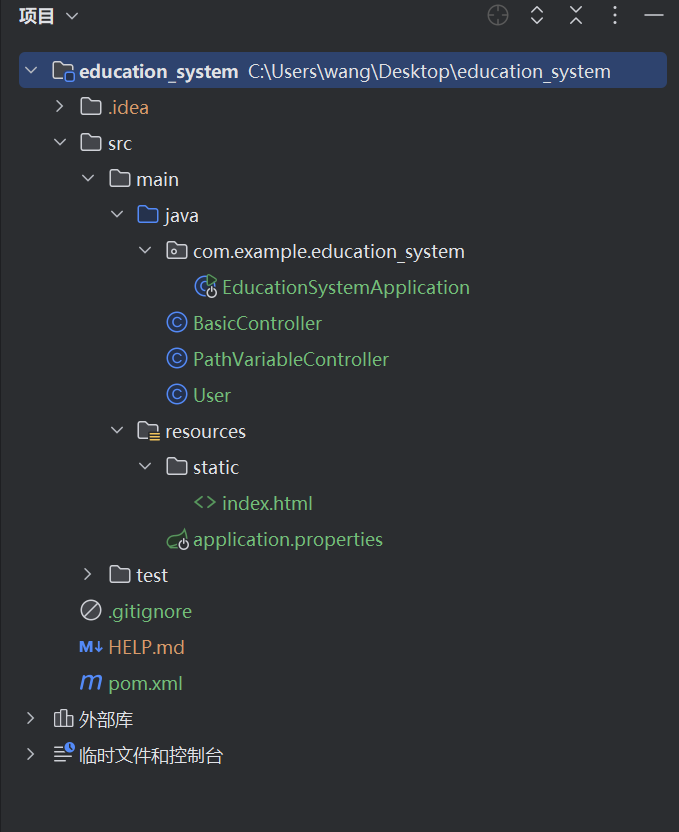 项目
education_system C:\Users\wang\Desktop\education_system
.idea
src
main
java
com.example.education_system
EducationSystemApplication
BasicController
PathVariableController
User
resources
static
index.html
application.properties
test
.gitignore
M↓ HELP.md
m pom.xml
外部库
临时文件和控制台